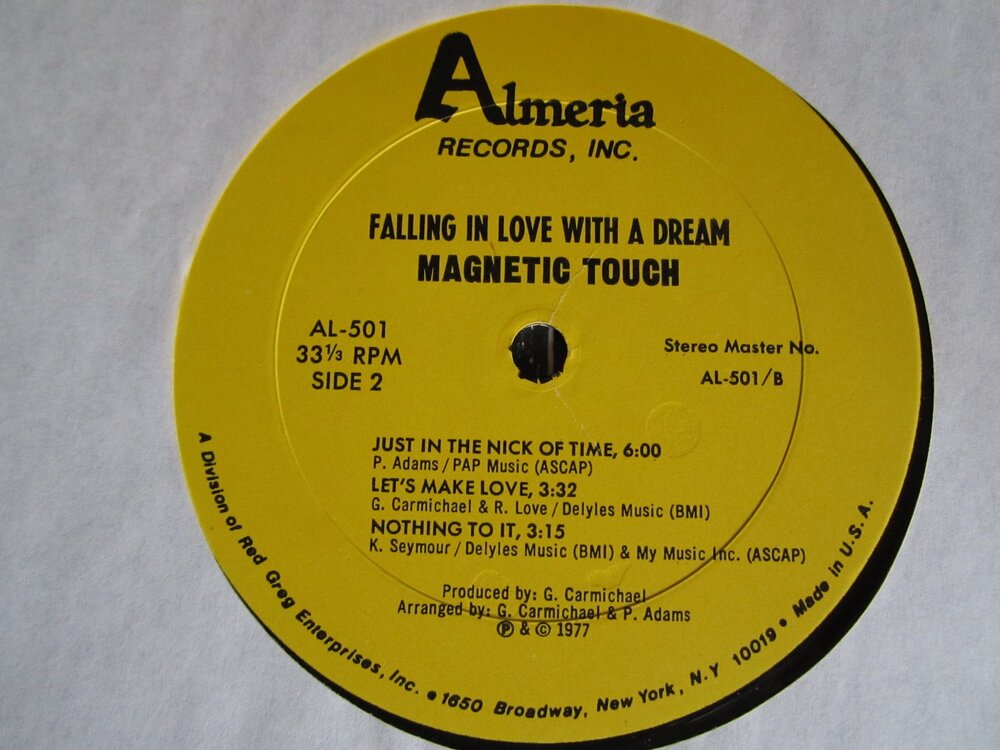 Almeria
RECORDS, INC.
FALLING IN LOVE WITH A DREAM
MAGNETIC TOUCH
AL-501
33⅓ RPM
SIDE 2
Stereo Master No.
AL-501/B
JUST IN THE NICK OF TIME, 6:00
P. Adams/PAP Music (ASCAP)
LET'S MAKE LOVE, 3:32
G. Carmichael & R. Love/Delyles Music (BMI)
NOTHING TO IT, 3:15
K. Seymour/Delyles Music (BMI) & My Music Inc. (ASCAP)
Produced by: G. Carmichael
Arranged by: G. Carmichael & P. Adams
℗ & © 1977
A Division of Red Greg Enterprises, Inc. • 1650 Broadway, New York, N.Y 10019 • Made in U.S.A.